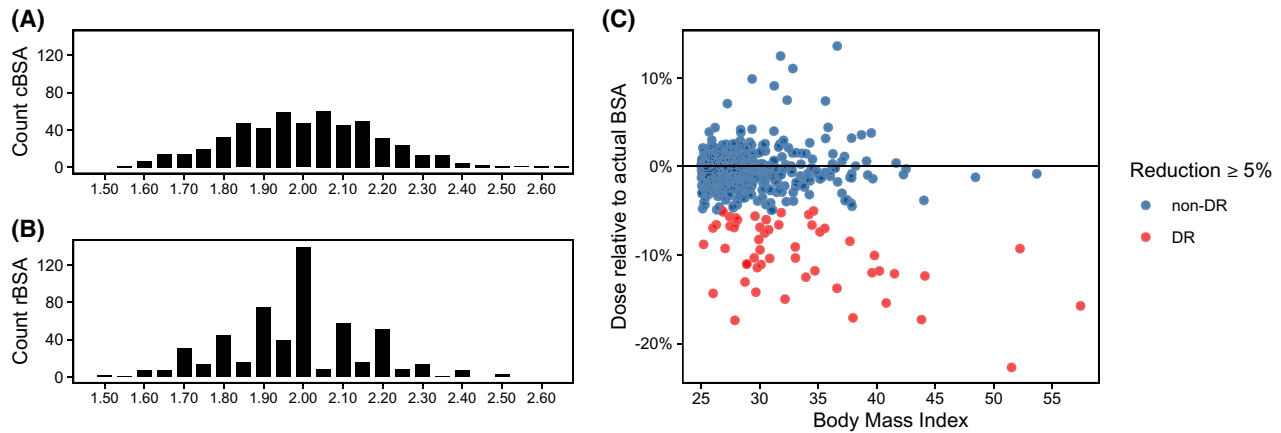 (A)
Count cBSA
120
80
40
0
1.50 1.60 1.70 1.80 1.90 2.00 2.10 2.20 2.30 2.40 2.50 2.60
(B)
Count rBSA
120
80
40
0
1.50 1.60 1.70 1.80 1.90 2.00 2.10 2.20 2.30 2.40 2.50 2.60
(C)
Dose relative to actual BSA
10%
0%
-10%
-20%
25 30 35 40 45 50 55
Body Mass Index
Reduction ≥ 5%
non-DR
DR